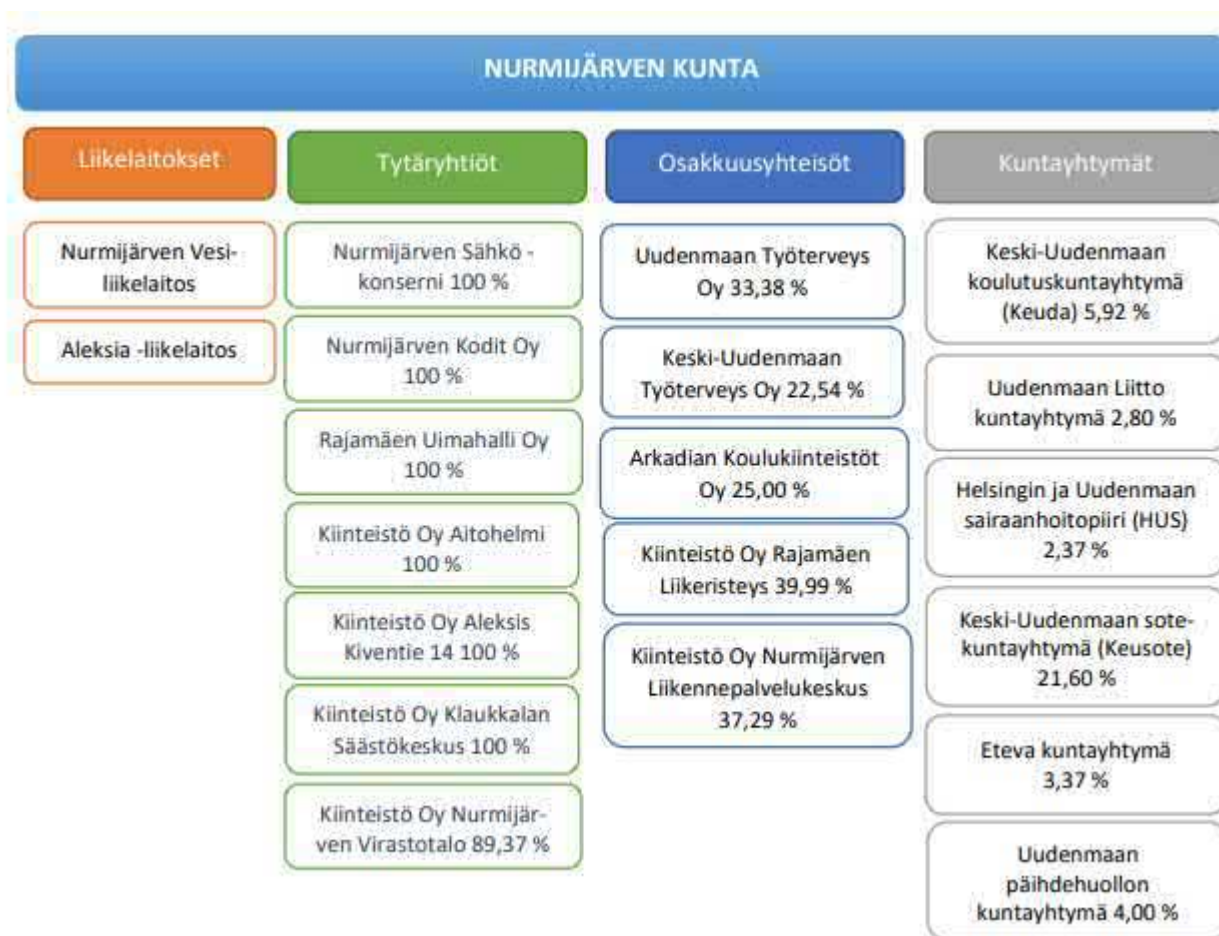 NURMIJÄRVEN KUNTA
Liikelaitokset
Nurmijärven Vesi-
liikelaitos
Aleksia -liikelaitos
Tytäryhtiöt
Nurmijärven Sähkö -
konserni 100 %
Nurmijärven Kodit Oy
100 %
Rajamäen Uimahalli Oy
100 %
Kiinteistö Oy Aitohelmi
100 %
Kiinteistö Oy Aleksis
Kiventie 14 100 %
Kiinteistö Oy Klaukkalan
Säästökeskus 100 %
Kiinteistö Oy Nurmijär-
ven Virastotalo 89,37 %
Osakkuusyhteisöt
Uudenmaan Työterveys
Oy 33,38 %
Keski-Uudenmaan
Työterveys Oy 22,54 %
Arkadian Koulukiinteistöt
Oy 25,00 %
Kiinteistö Oy Rajamäen
Liikeristeys 39,99 %
Kiinteistö Oy Nurmijärven
Liikennepalvelukeskus
37,29 %
Kuntayhtymät
Keski-Uudenmaan
koulutuskuntayhtymä
(Keuda) 5,92 %
Uudenmaan Liitto
kuntayhtymä 2,80 %
Helsingin ja Uudenmaan
sairaanhoitopiiri (HUS)
2,37 %
Keski-Uudenmaan sote-
kuntayhtymä (Keusote)
21,60 %
Eteva kuntayhtymä
3,37 %
Uudenmaan
päihdehuollon
kuntayhtymä 4,00 %